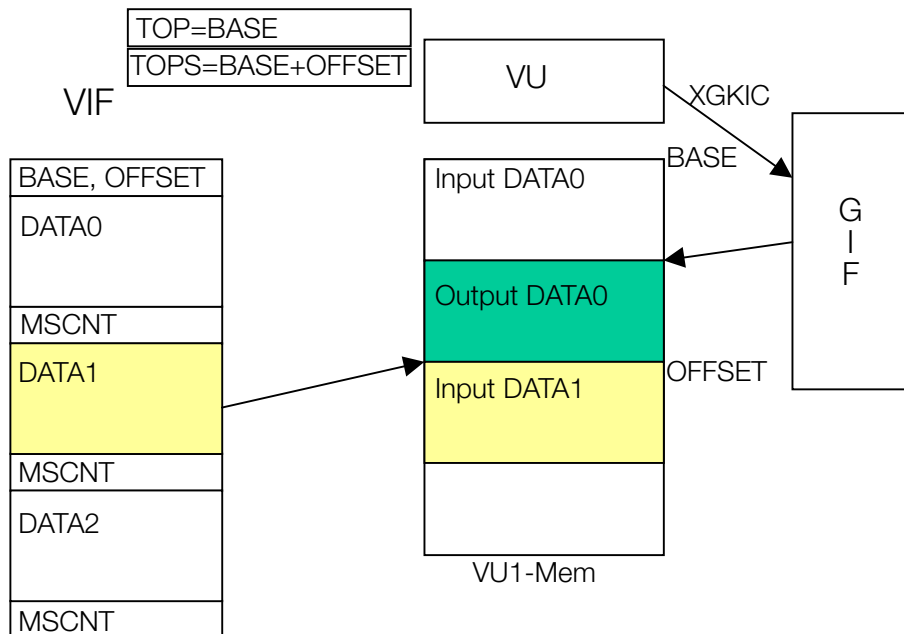 TOP=BASE
TOPS=BASE+OFFSET
VIF
VU
XGKIC
BASE
BASE, OFFSET
DATA0
MSCNT
DATA1
MSCNT
DATA2
MSCNT
Input DATA0
Output DATA0
OFFSET
Input DATA1
VU1-Mem
G
I
F